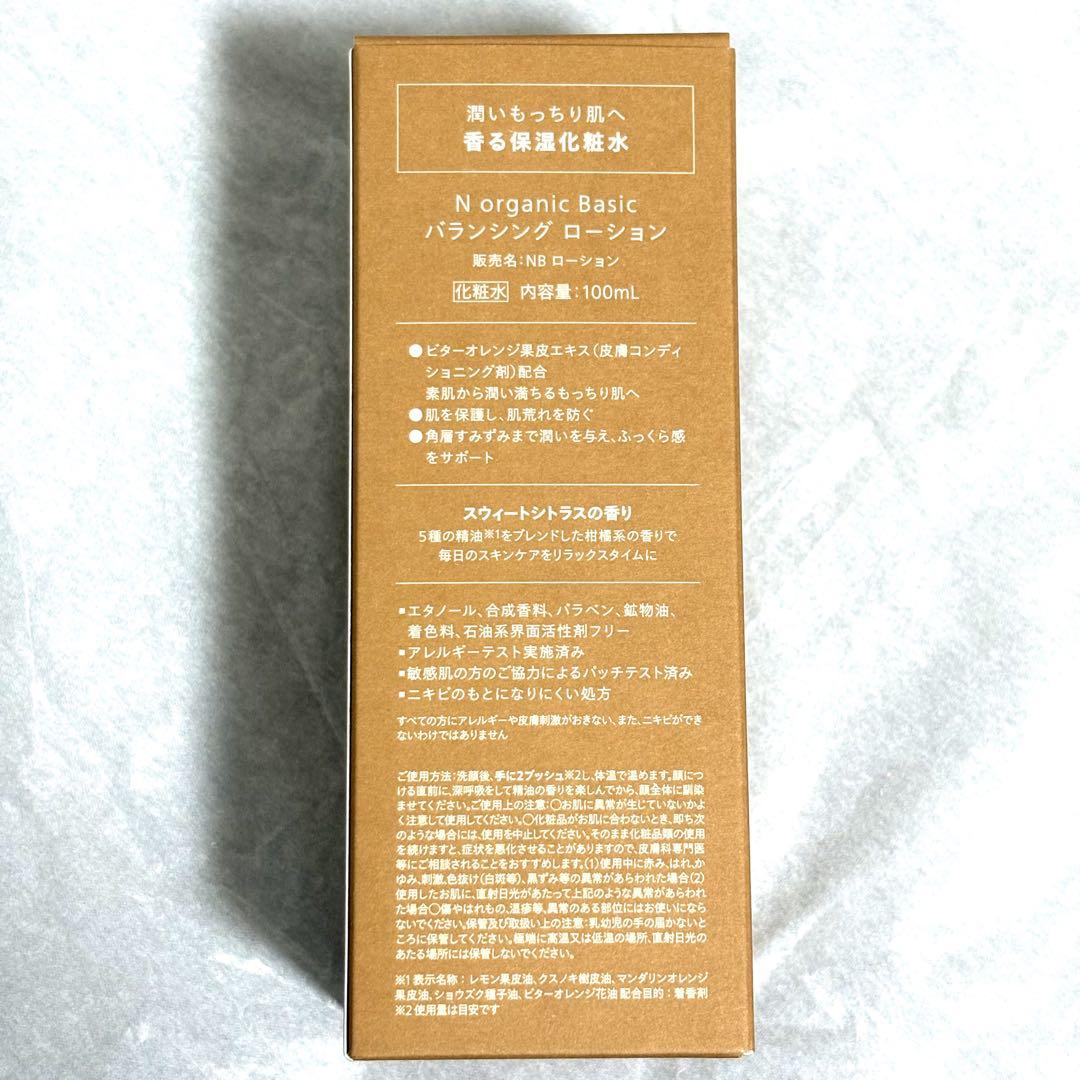 潤いもっちり肌へ
香る保湿化粧水
N organic Basic
バランシング ローション
販売名:NB ローション
化粧水 内容量:100mL
●ビターオレンジ果皮エキス(皮膚コンディ
ショニング剤)配合
素肌から潤い満ちるもっちり肌へ
●肌を保護し、肌荒れを防ぐ
●角層すみずみまで潤いを与え、ふっくら感
をサポート
スウィートシトラスの香り
5種の精油※1をブレンドした柑橘系の香りで
毎日のスキンケアをリラックスタイムに
▪エタノール、合成香料、パラベン、鉱物油、
着色料、石油系界面活性剤フリー
▪アレルギーテスト実施済み
▪敏感肌の方のご協力によるパッチテスト済み
▪ニキビのもとになりにくい処方
すべての方にアレルギーや皮膚刺激がおきない、また、ニキビができ
ないわけではありません
ご使用方法:洗顔後、手に2プッシュ※2し、体温で温めます。顔につ
ける直前に、深呼吸をして精油の香りを楽しんでから、顔全体に馴染
ませてください。ご使用上の注意:○お肌に異常が生じていないかよ
く注意して使用してください。○化粧品がお肌に合わないとき、即ち次
のような場合には、使用を中止してください。そのまま化粧品類の使用
を続けますと、症状を悪化させることがありますので、皮膚科専門医
等にご相談されることをおすすめします。(1)使用中に赤み、はれ、か
ゆみ、刺激、色抜け(白斑等)、黒ずみ等の異常があらわれた場合(2)
使用したお肌に、直射日光があたって上記のような異常があらわれ
た場合○傷やはれもの、湿疹等、異常のある部位にはお使いになら
ないでください。保管及び取扱い上の注意:乳幼児の手の届かないと
ころに保管してください。極端に高温又は低温の場所、直射日光の
あたる場所には保管しないでください。
※1 表示名称:レモン果皮油、クスノキ樹皮油、マンダリンオレンジ
果皮油、ショウズク種子油、ビターオレンジ花油 配合目的:着香剤
※2 使用量は目安です